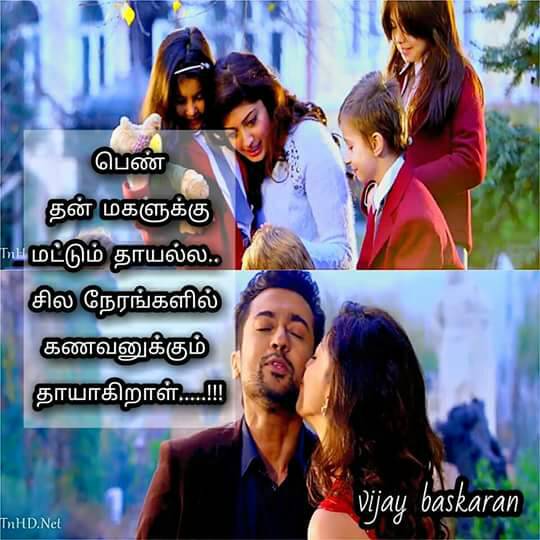 பெண்
தன் மகளுக்கு
மட்டும் தாயல்ல..
சில நேரங்களில்
கணவனுக்கும்
தாயாகிறாள்.....!!!
vijay baskaran
TnHD.Net